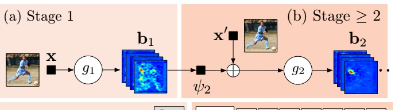 (a) Stage 1
(b) Stage ≥ 2
x g₁ b₁
x′ ψ₂ ⊕ g₂ b₂ ··